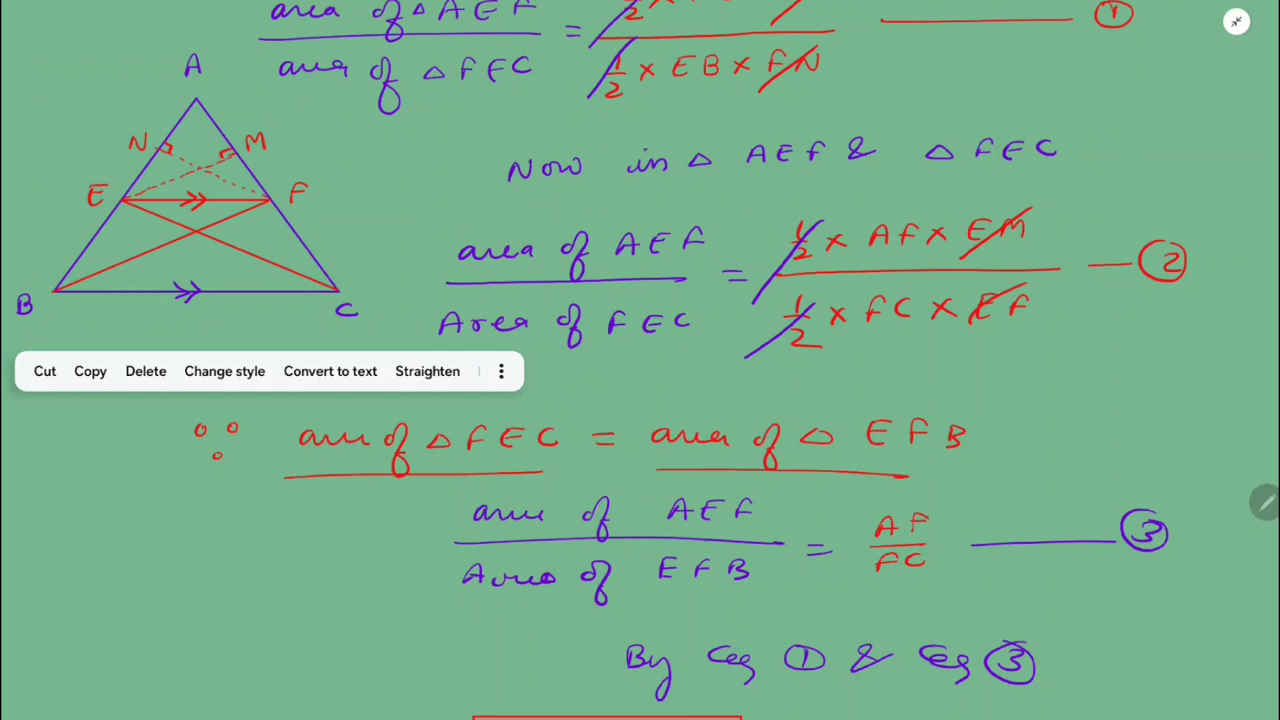 area of △ AEF = 1/2 × ——— ①
area of △ FEC 1/2 × EB × FN
A
N M
E F
B C
Now in △ AEF & △ FEC
area of AEF = 1/2 × AF × EM — ②
Area of FEC 1/2 × FC × EF
Cut Copy Delete Change style Convert to text Straighten
∵ area of △ FEC = area of △ EFB
area of AEF = AF ——— ③
Area of EFB FC
By Eq ① & Eq ③